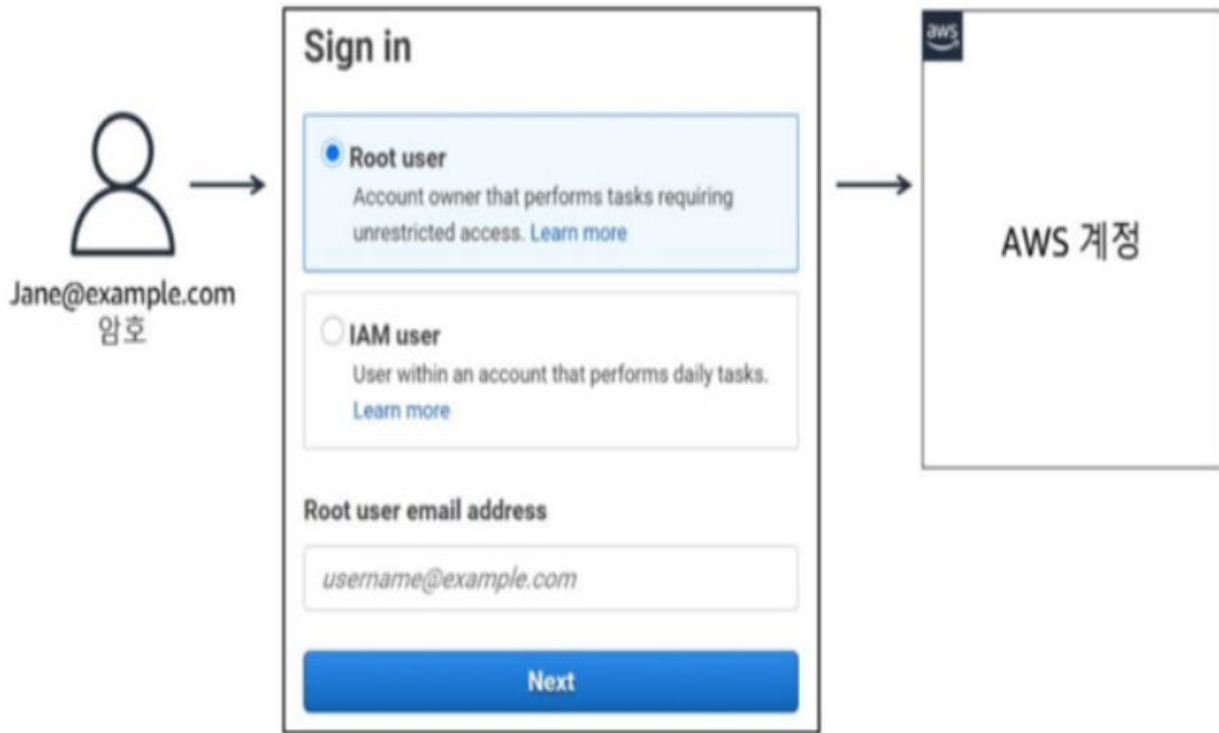 Jane@example.com
암호
Sign in
Root user
Account owner that performs tasks requiring
unrestricted access. Learn more
IAM user
User within an account that performs daily tasks.
Learn more
Root user email address
username@example.com
Next
aws
AWS 계정